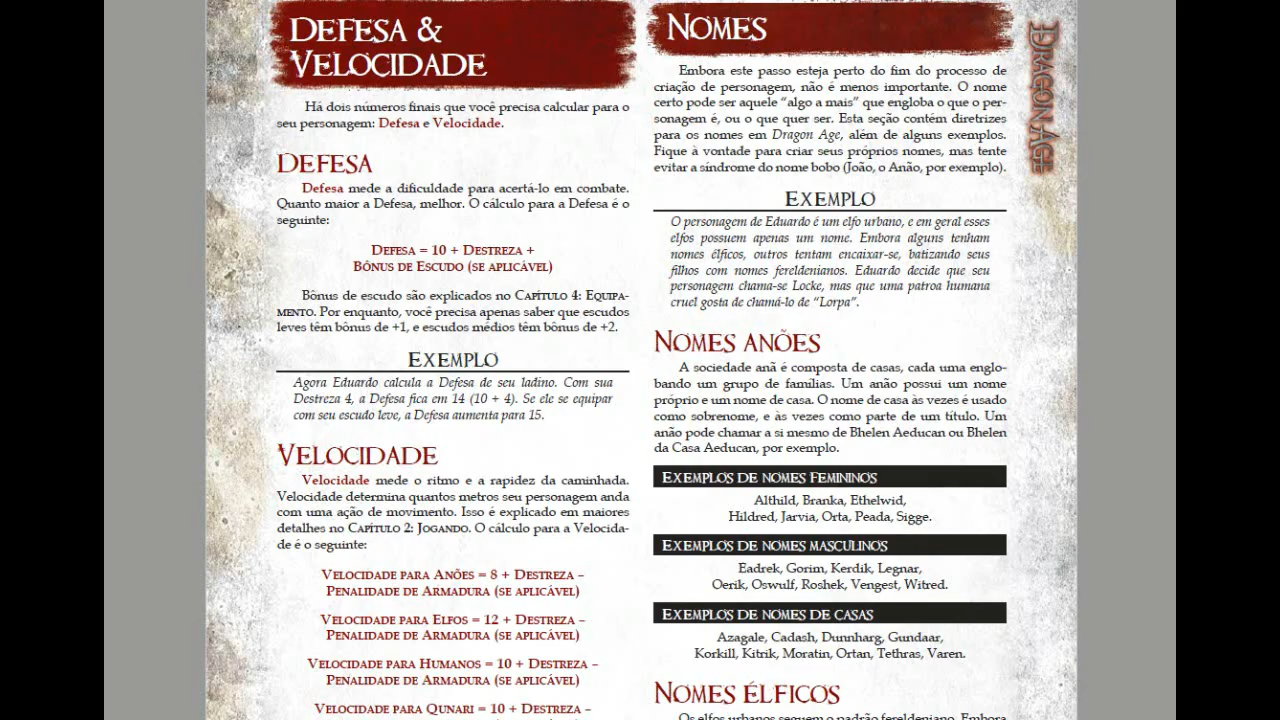 DEFESA &
VELOCIDADE
Há dois números finais que você precisa calcular para o
seu personagem: Defesa e Velocidade.
DEFESA
Defesa mede a dificuldade para acertá-lo em combate.
Quanto maior a Defesa, melhor. O cálculo para a Defesa é o
seguinte:
DEFESA = 10 + DESTREZA +
BÔNUS DE ESCUDO (SE APLICÁVEL)
Bônus de escudo são explicados no CAPÍTULO 4: EQUIPA-
MENTO. Por enquanto, você precisa apenas saber que escudos
leves têm bônus de +1, e escudos médios têm bônus de +2.
EXEMPLO
Agora Eduardo calcula a Defesa de seu ladino. Com sua
Destreza 4, a Defesa fica em 14 (10 + 4). Se ele se equipar
com seu escudo leve, a Defesa aumenta para 15.
VELOCIDADE
Velocidade mede o ritmo e a rapidez da caminhada.
Velocidade determina quantos metros seu personagem anda
com uma ação de movimento. Isso é explicado em maiores
detalhes no CAPÍTULO 2: JOGANDO. O cálculo para a Velocida-
de é o seguinte:
VELOCIDADE PARA ANÕES = 8 + DESTREZA –
PENALIDADE DE ARMADURA (SE APLICÁVEL)
VELOCIDADE PARA ELFOS = 12 + DESTREZA –
PENALIDADE DE ARMADURA (SE APLICÁVEL)
VELOCIDADE PARA HUMANOS = 10 + DESTREZA –
PENALIDADE DE ARMADURA (SE APLICÁVEL)
VELOCIDADE PARA QUNARI = 10 + DESTREZA –
NOMES
Embora este passo esteja perto do fim do processo de
criação de personagem, não é menos importante. O nome
certo pode ser aquele “algo a mais” que engloba o que o per-
sonagem é, ou o que quer ser. Esta seção contém diretrizes
para os nomes em Dragon Age, além de alguns exemplos.
Fique à vontade para criar seus próprios nomes, mas tente
evitar a síndrome do nome bobo (João, o Anão, por exemplo).
EXEMPLO
O personagem de Eduardo é um elfo urbano, e em geral esses
elfos possuem apenas um nome. Embora alguns tenham
nomes élficos, outros tentam encaixar-se, batizando seus
filhos com nomes fereldenianos. Eduardo decide que seu
personagem chama-se Locke, mas que uma patroa humana
cruel gosta de chamá-lo de “Lorpa”.
NOMES ANÕES
A sociedade anã é composta de casas, cada uma englo-
bando um grupo de famílias. Um anão possui um nome
próprio e um nome de casa. O nome de casa às vezes é usado
como sobrenome, e às vezes como parte de um título. Um
anão pode chamar a si mesmo de Bhelen Aeducan ou Bhelen
da Casa Aeducan, por exemplo.
EXEMPLOS DE NOMES FEMININOS
Althild, Branka, Ethelwid,
Hildred, Jarvia, Orta, Peada, Sigge.
EXEMPLOS DE NOMES MASCULINOS
Eadrek, Gorim, Kerdik, Legnar,
Oerik, Oswulf, Roshek, Vengest, Witred.
EXEMPLOS DE NOMES DE CASAS
Azagale, Cadash, Dunnharg, Gundaar,
Korkill, Kitrik, Moratin, Ortan, Tethras, Varen.
NOMES ÉLFICOS
Os elfos urbanos seguem o padrão fereldeniano. Embora
DRAGON AGE